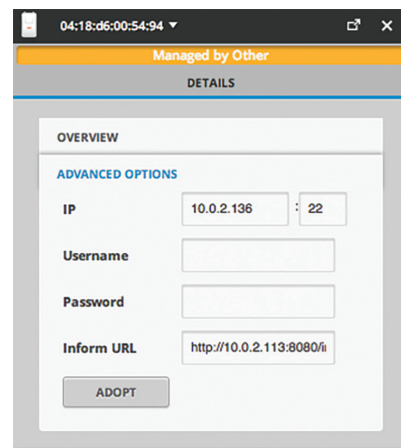 04:18:d6:00:54:94
Managed by Other
DETAILS
OVERVIEW
ADVANCED OPTIONS
IP 10.0.2.136 : 22
Username
Password
Inform URL http://10.0.2.113:8080/i
ADOPT